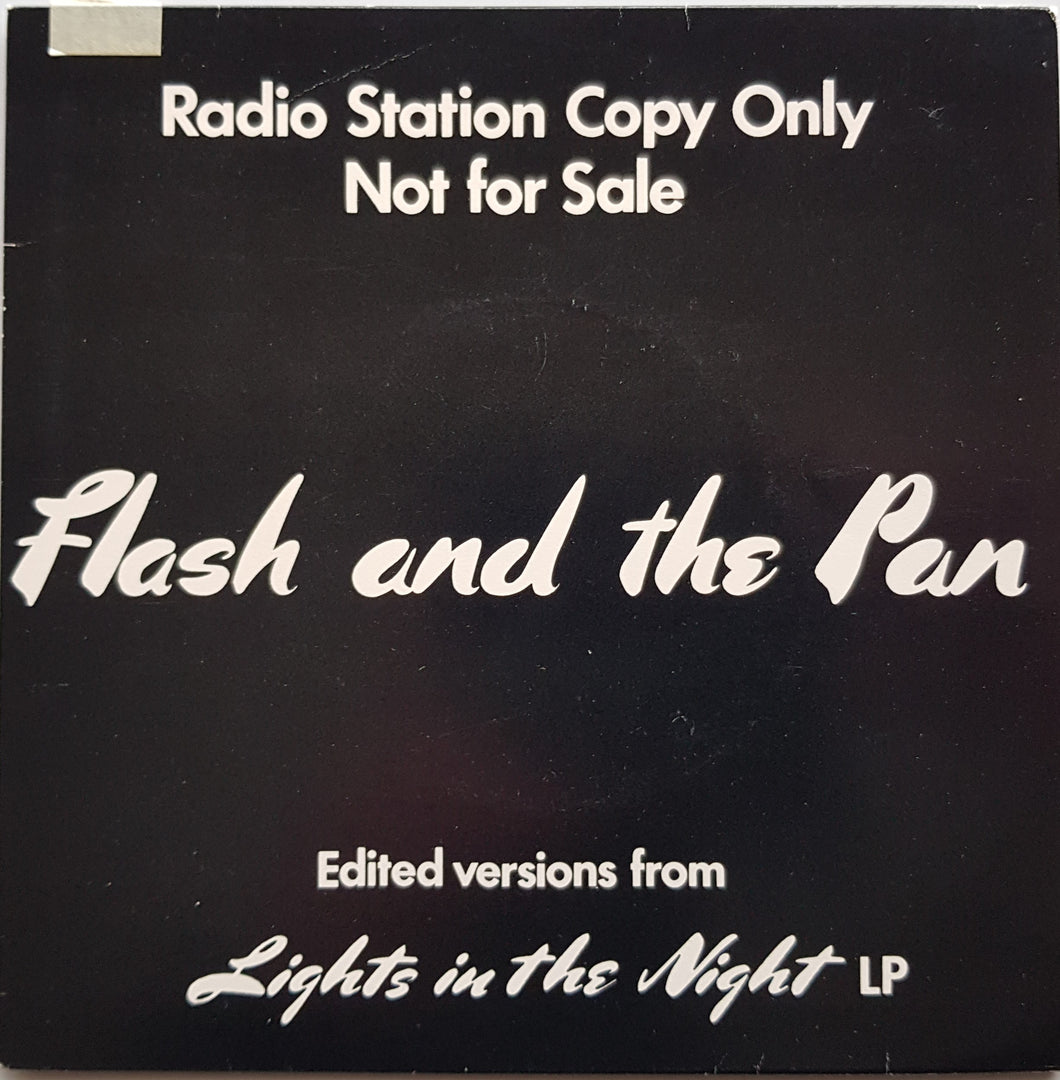 Radio Station Copy Only
Not for Sale
Flash and the Pan
Edited versions from
Lights in the Night LP